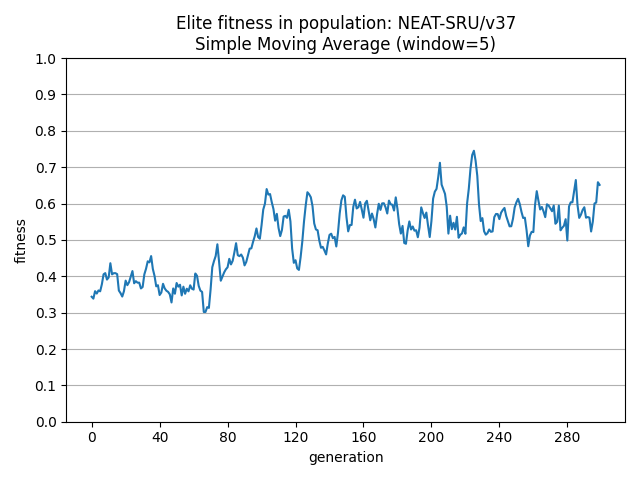 Elite fitness in population: NEAT-SRU/v37
Simple Moving Average (window=5)
1.0
0.9
0.8
0.7
0.6
0.5
0.4
0.3
0.2
0.1
0.0
fitness
0 40 80 120 160 200 240 280
generation